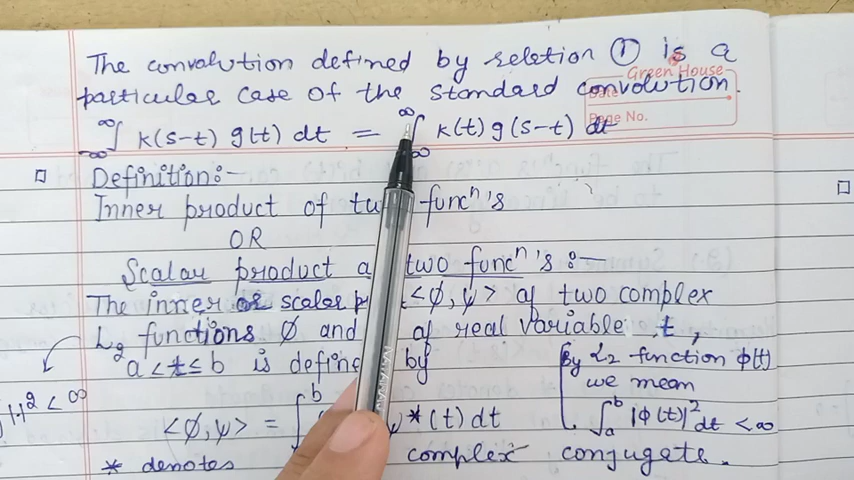 The convolution defined by relation ① is a
Green House
particular case of the standard convolution.
Date
∞∫-∞ k(s-t) g(t) dt = ∞∫∞ k(t) g(s-t) dt
Page No.
Definition:-
Inner product of two funcⁿ's
OR
Scalar product of two funcⁿ's :-
The inner or scalar <φ,ψ> of two complex
L₂ functions φ and of real variable t,
a<t≤b is defined by
By L₂-function φ(t)
we mean
∫ₐᵇ |φ(t)|² dt < ∞
|·|² < ∞
<φ,ψ> = ∫ᵇ ψ*(t) dt
* denotes complex conjugate.